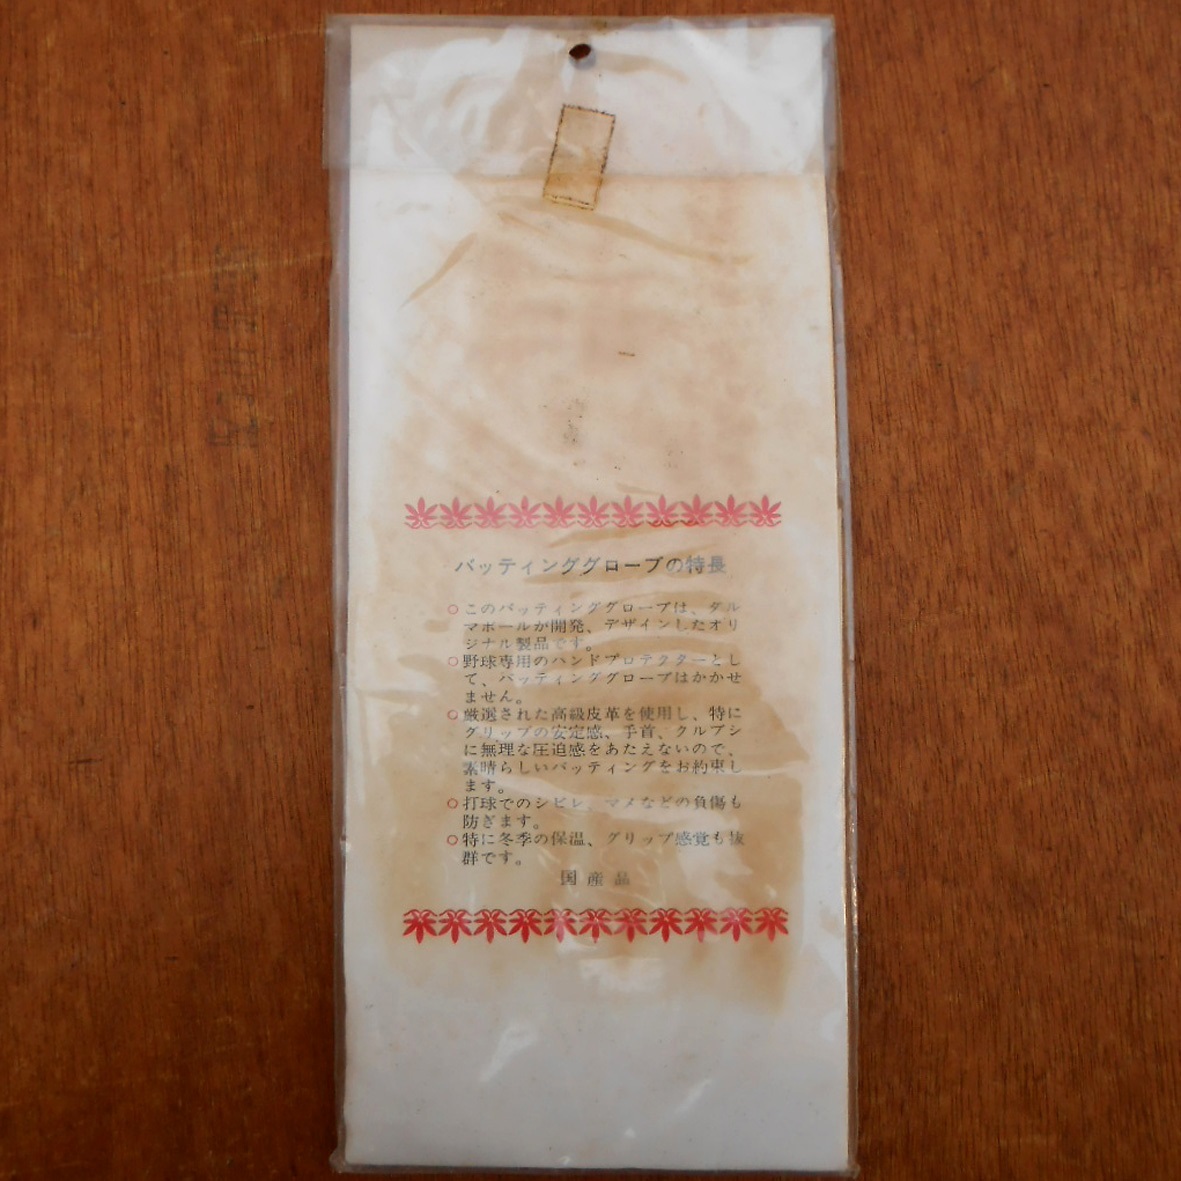 バッティンググローブの特長
○このバッティンググローブは、ダル
マボールが開発、デザインしたオリ
ジナル製品です。
○野球専用のハンドプロテクターとし
て、バッティンググローブはかかせ
ません。
○厳選された高級皮革を使用し、特に
グリップの安定感、手首、クルブシ
に無理な圧迫感をあたえないので、
素晴らしいバッティングをお約束し
ます。
○打球でのシビレ、マメなどの負傷も
防ぎます。
○特に冬季の保温、グリップ感覚も抜
群です。
国産品